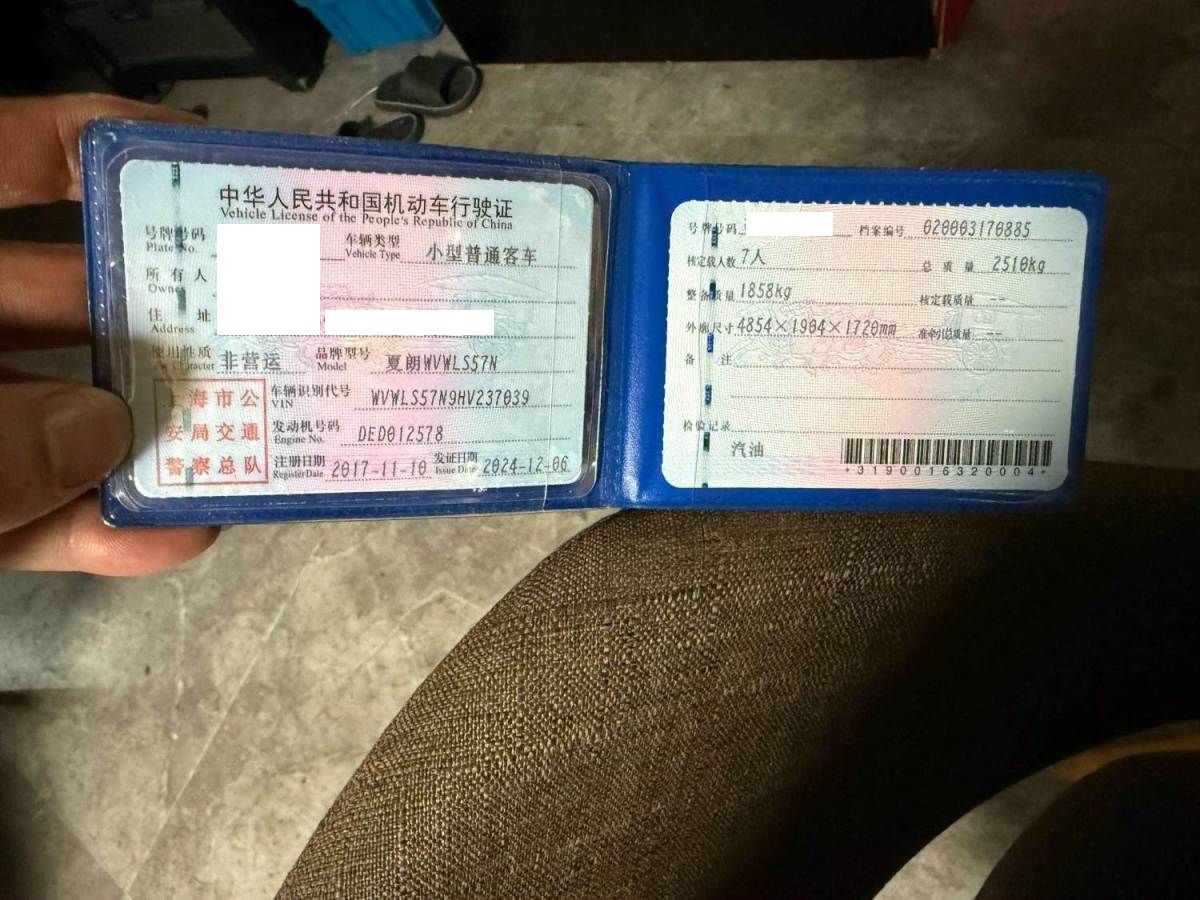 中华人民共和国机动车行驶证
Vehicle License of the People's Republic of China
号牌号码 车辆类型 小型普通客车
Plate No. Vehicle Type
所有人
Owner
住址
Address
使用性质 非营运 品牌型号 夏朗WVWLS57N
Use Character Model
车辆识别代号 WVWLS57N9HV237039
VIN
发动机号码 DED012578
Engine No.
注册日期 2017-11-10 发证日期 2024-12-06
Register Date Issue Date
上海市公
安局交通
警察总队
号牌号码 档案编号 020003170885
核定载人数 7人 总质量 2510kg
整备质量 1858kg 核定载质量 --
外廓尺寸 4854×1904×1720mm 准牵引总质量 --
备注
检验记录
汽油
*3190016320004*